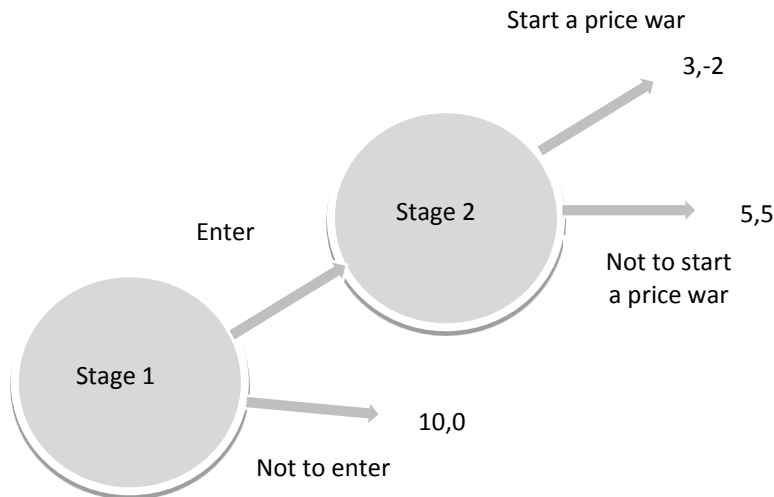 Start a price war
3,-2
Stage 2
5,5
Enter
Not to start
a price war
Stage 1
10,0
Not to enter